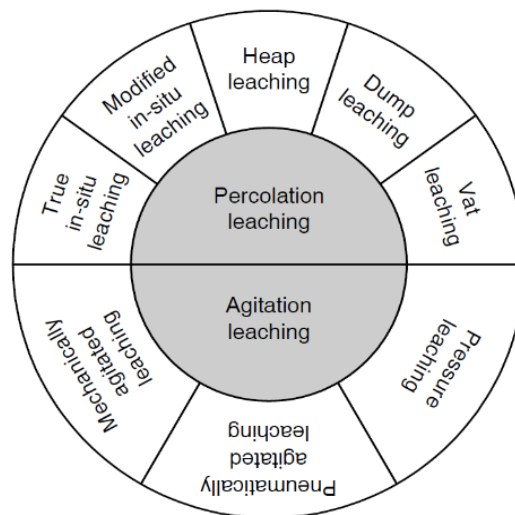 Heap
leaching
Modified
in-situ
leaching
Dump
leaching
True
in-situ
leaching
Vat
leaching
Percolation
leaching
Agitation
leaching
Mechanically
agitated
leaching
Pneumatically
agitated
leaching
Pressure
leaching